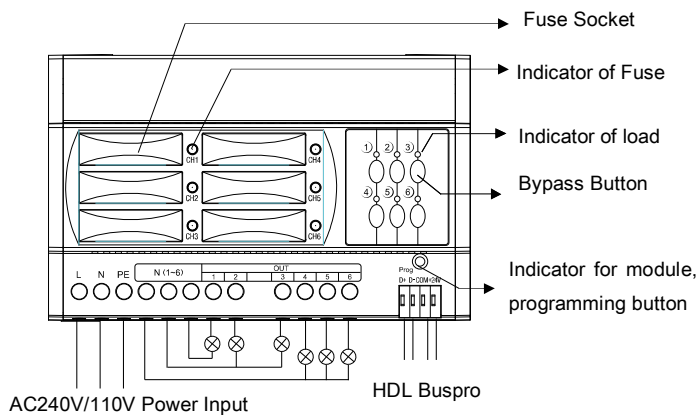 Fuse Socket
Indicator of Fuse
Indicator of load
Bypass Button
Indicator for module,
programming button
CH1 CH4
CH2 CH5
CH3 CH6
1 2 3
4 5 6
L N PE N (1~6) OUT
1 2 3 4 5 6
Prog
D+ D- COM +24V
AC240V/110V Power Input
HDL Buspro